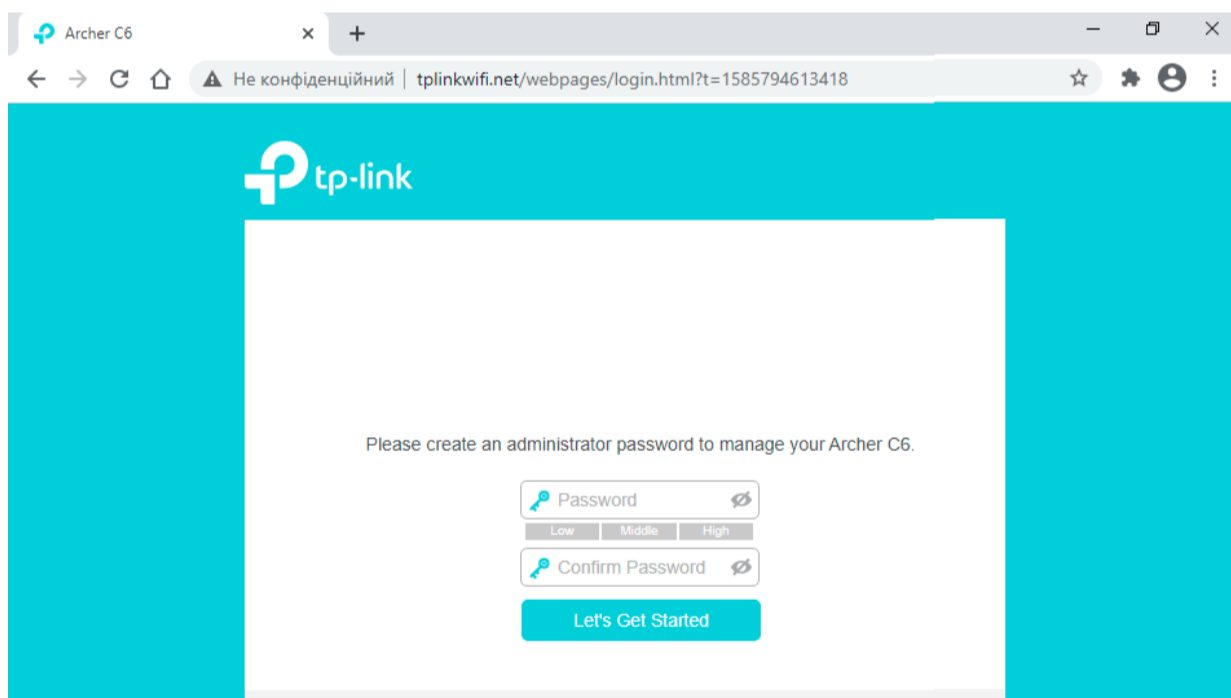 Archer C6
Не конфіденційний | tplinkwifi.net/webpages/login.html?t=1585794613418
tp-link
Please create an administrator password to manage your Archer C6.
Password
Low Middle High
Confirm Password
Let's Get Started